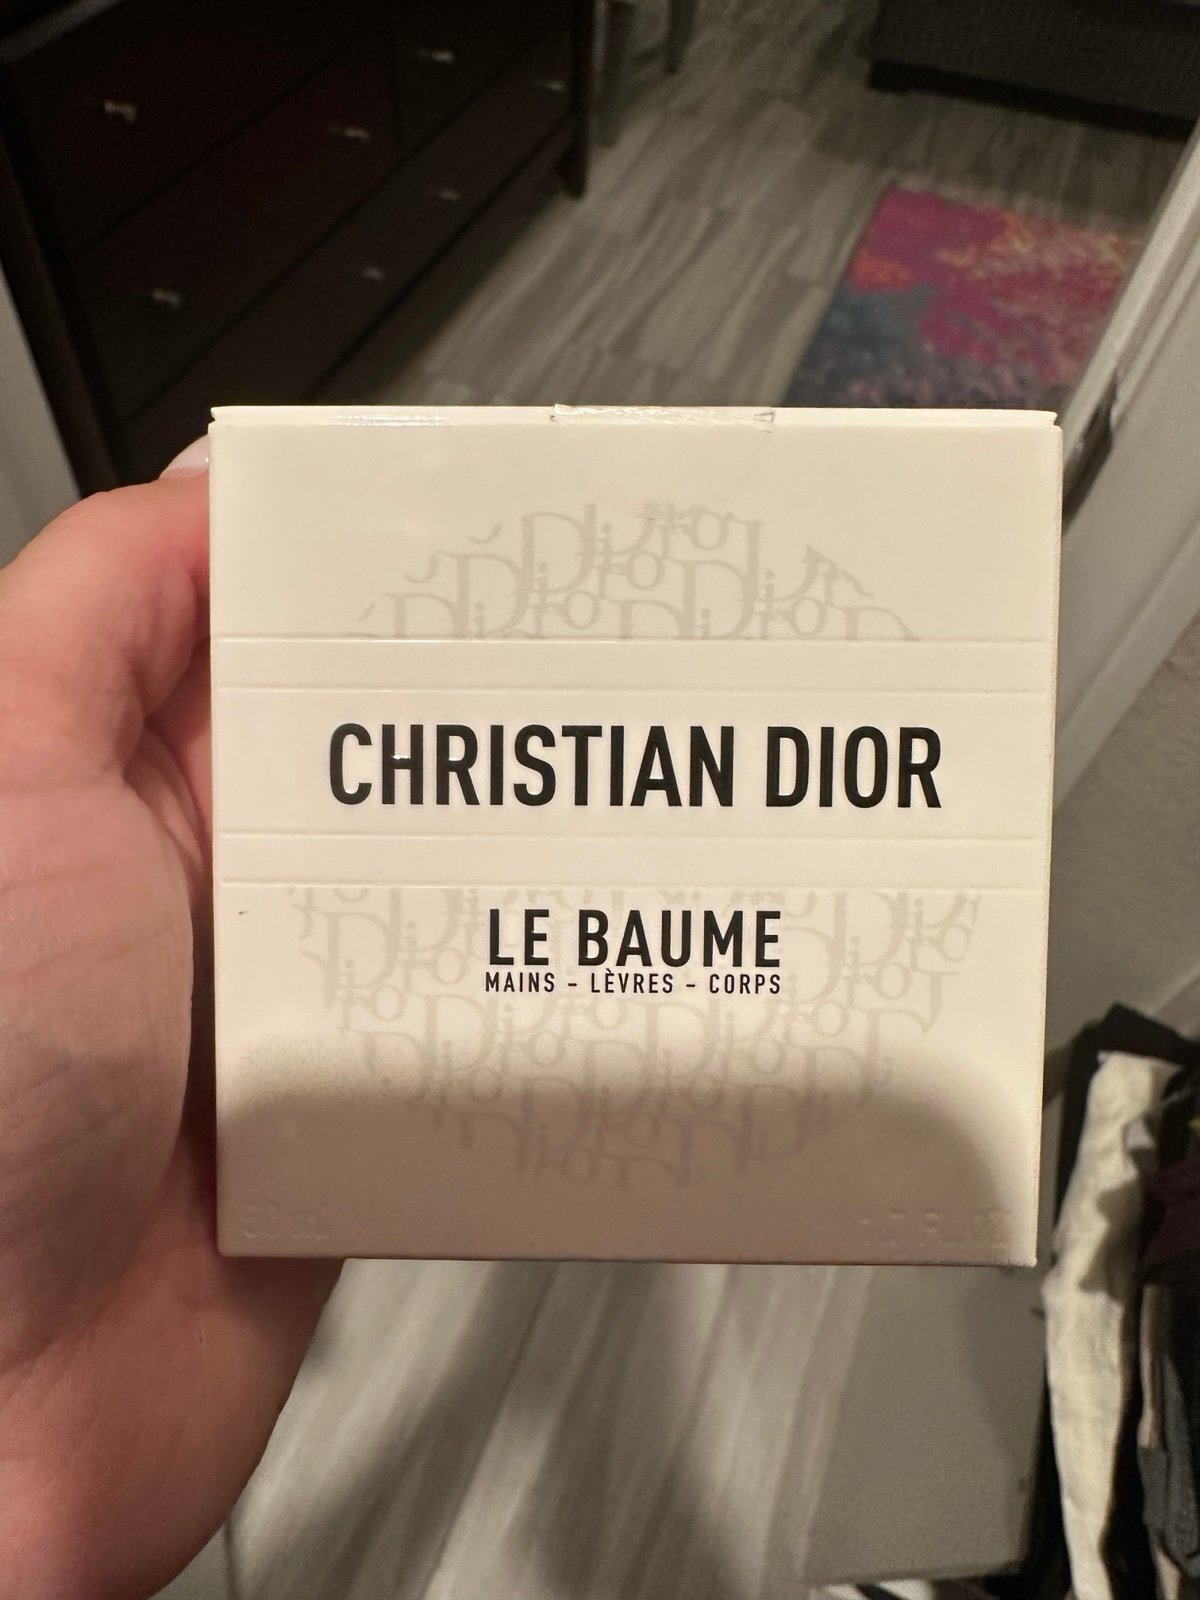 CHRISTIAN DIOR
LE BAUME
MAINS - LÈVRES - CORPS